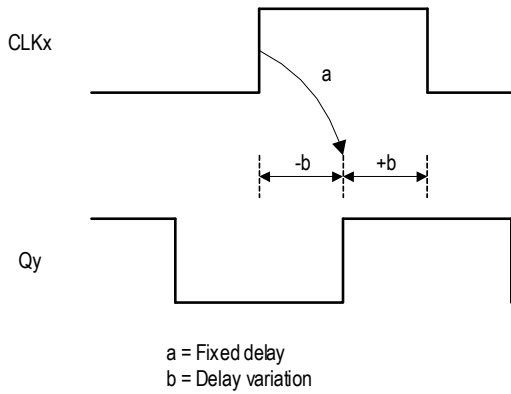 CLKx
a
-b
+b
Qy
a = Fixed delay
b = Delay variation